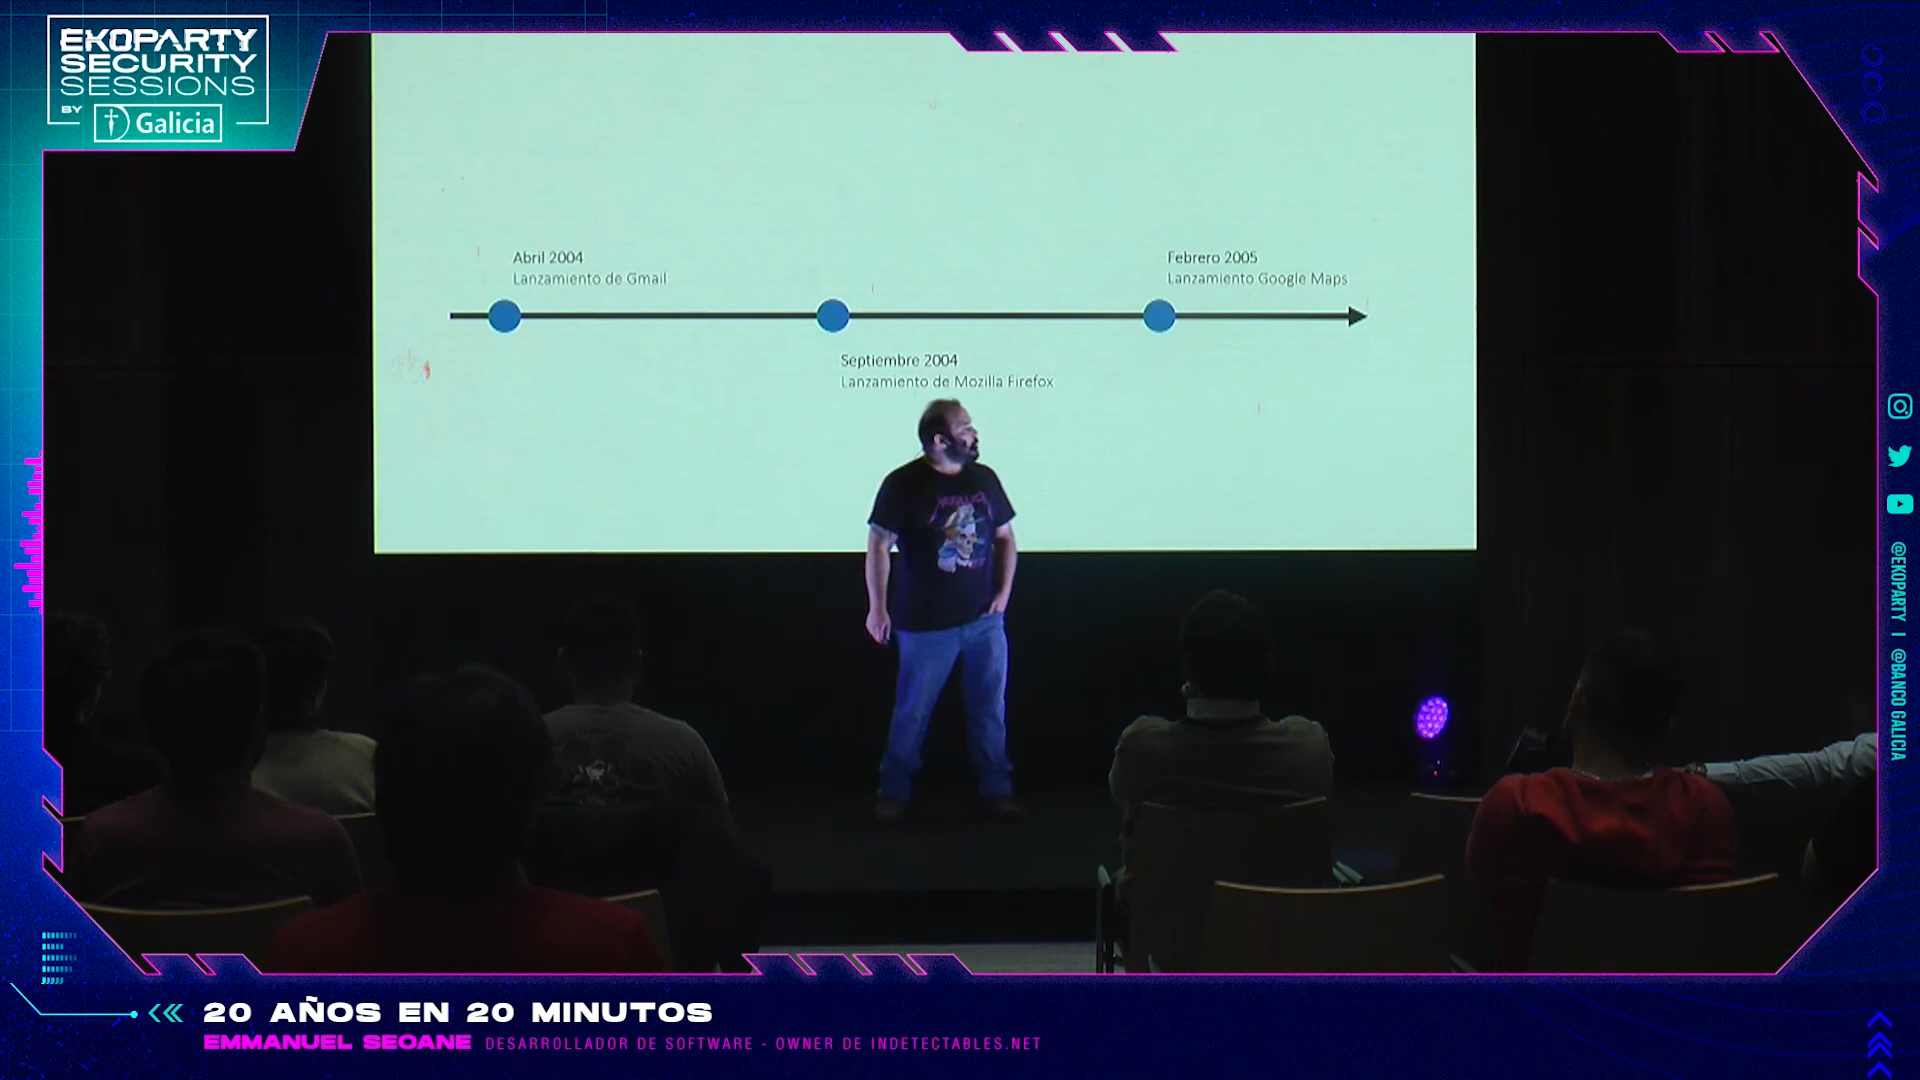 EKOPARTY
SECURITY
SESSIONS
BY
Galicia
Abril 2004
Lanzamiento de Gmail
Febrero 2005
Lanzamiento Google Maps
Septiembre 2004
Lanzamiento de Mozilla Firefox
METALLICA
@EKOPARTY | @BANCO GALICIA
20 AÑOS EN 20 MINUTOS
EMMANUEL SEOANE DESARROLLADOR DE SOFTWARE - OWNER DE INDETECTABLES.NET